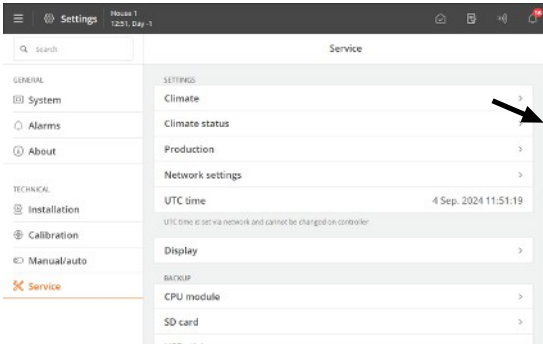 Settings
House 1
12:51, Day -1
Search
Service
GENERAL
System
Alarms
About
TECHNICAL
Installation
Calibration
Manual/auto
Service
SETTINGS
Climate
Climate status
Production
Network settings
UTC time 4 Sep. 2024 11:51:19
UTC time is set via network and cannot be changed on controller
Display
BACKUP
CPU module
SD card